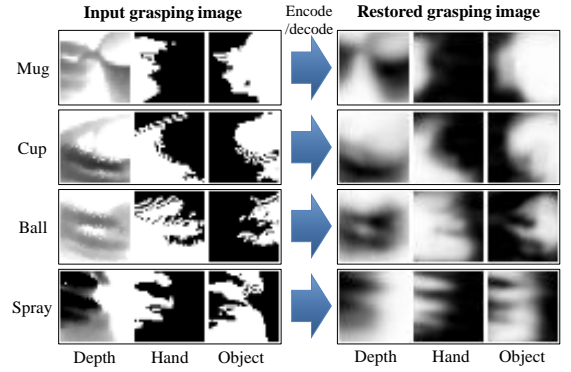 Input grasping image
Encode
/decode
Restored grasping image
Mug
Cup
Ball
Spray
Depth Hand Object
Depth Hand Object